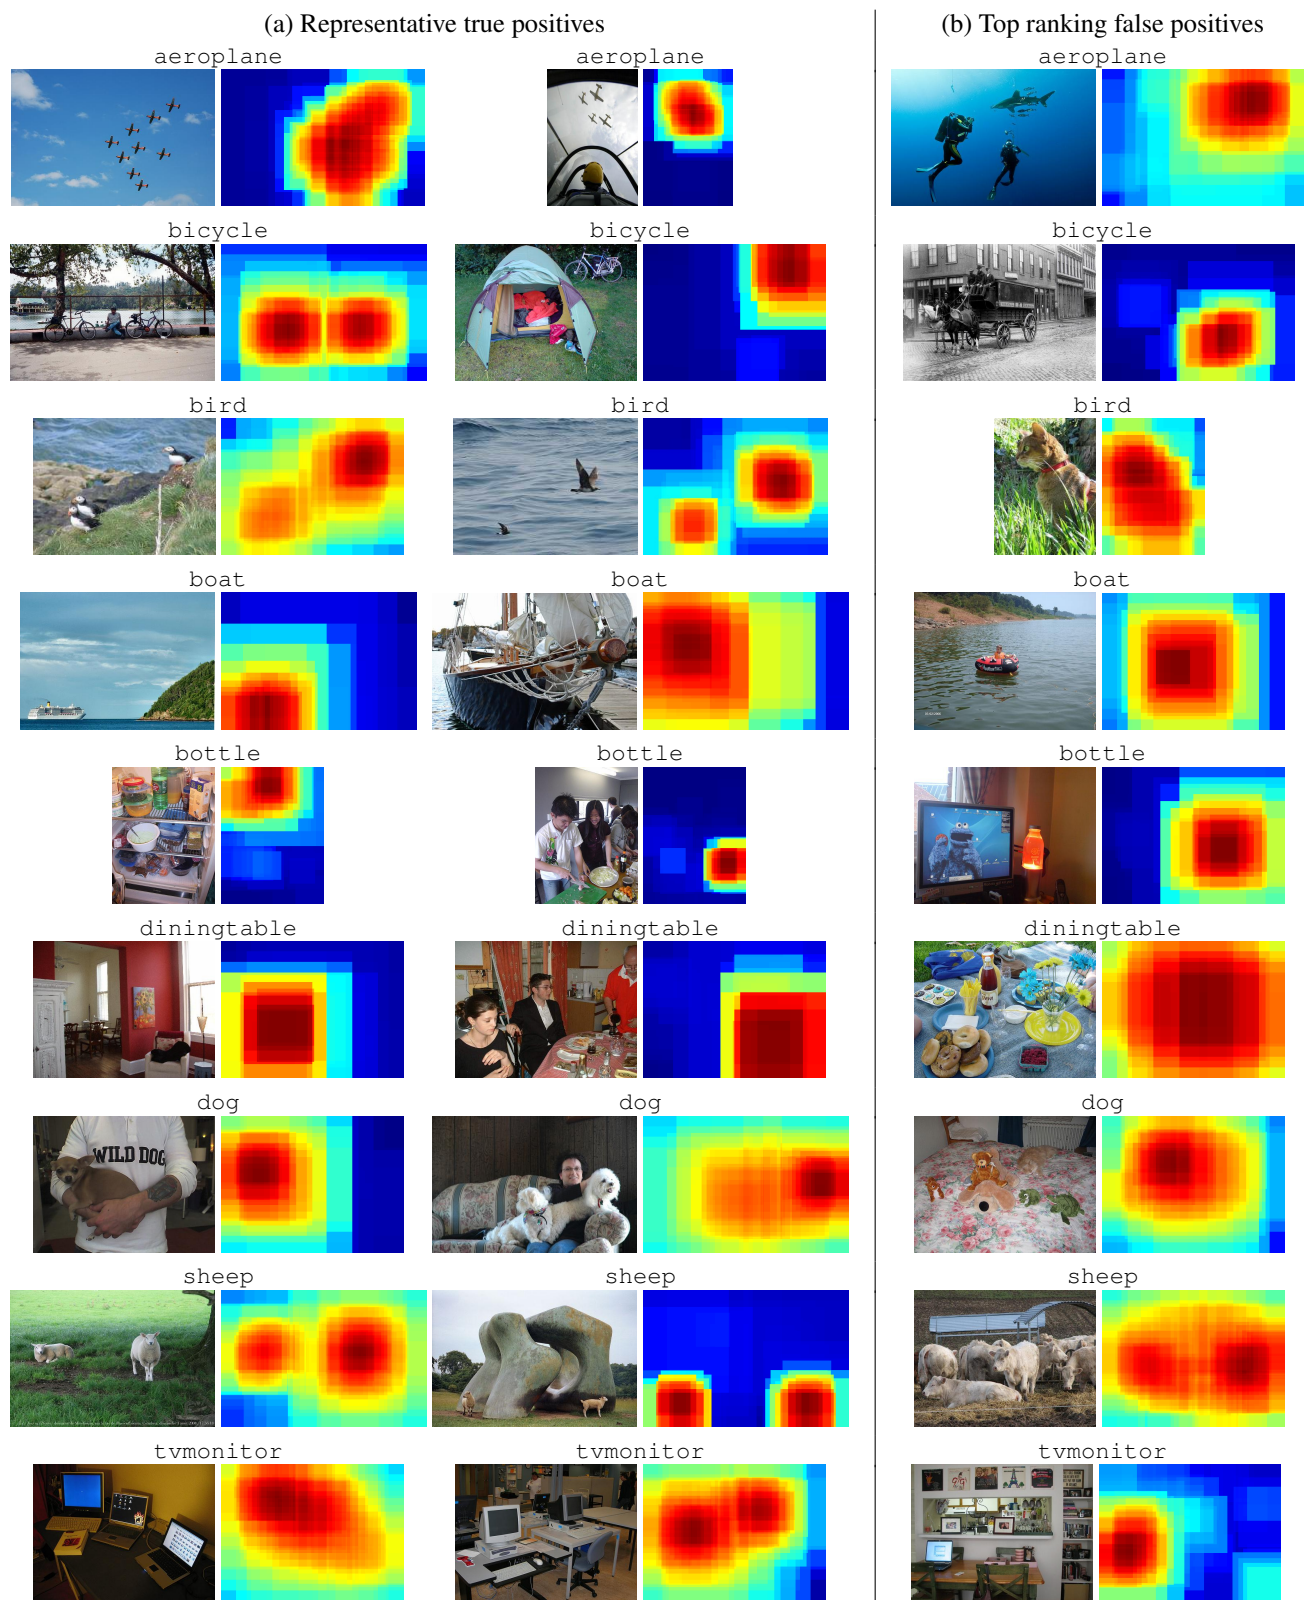 (a) Representative true positives
(b) Top ranking false positives
aeroplane
aeroplane
aeroplane
bicycle
bicycle
bicycle
bird
bird
bird
boat
boat
boat
bottle
bottle
bottle
diningtable
diningtable
diningtable
dog
dog
dog
WILD DOG
sheep
sheep
sheep
tvmonitor
tvmonitor
tvmonitor